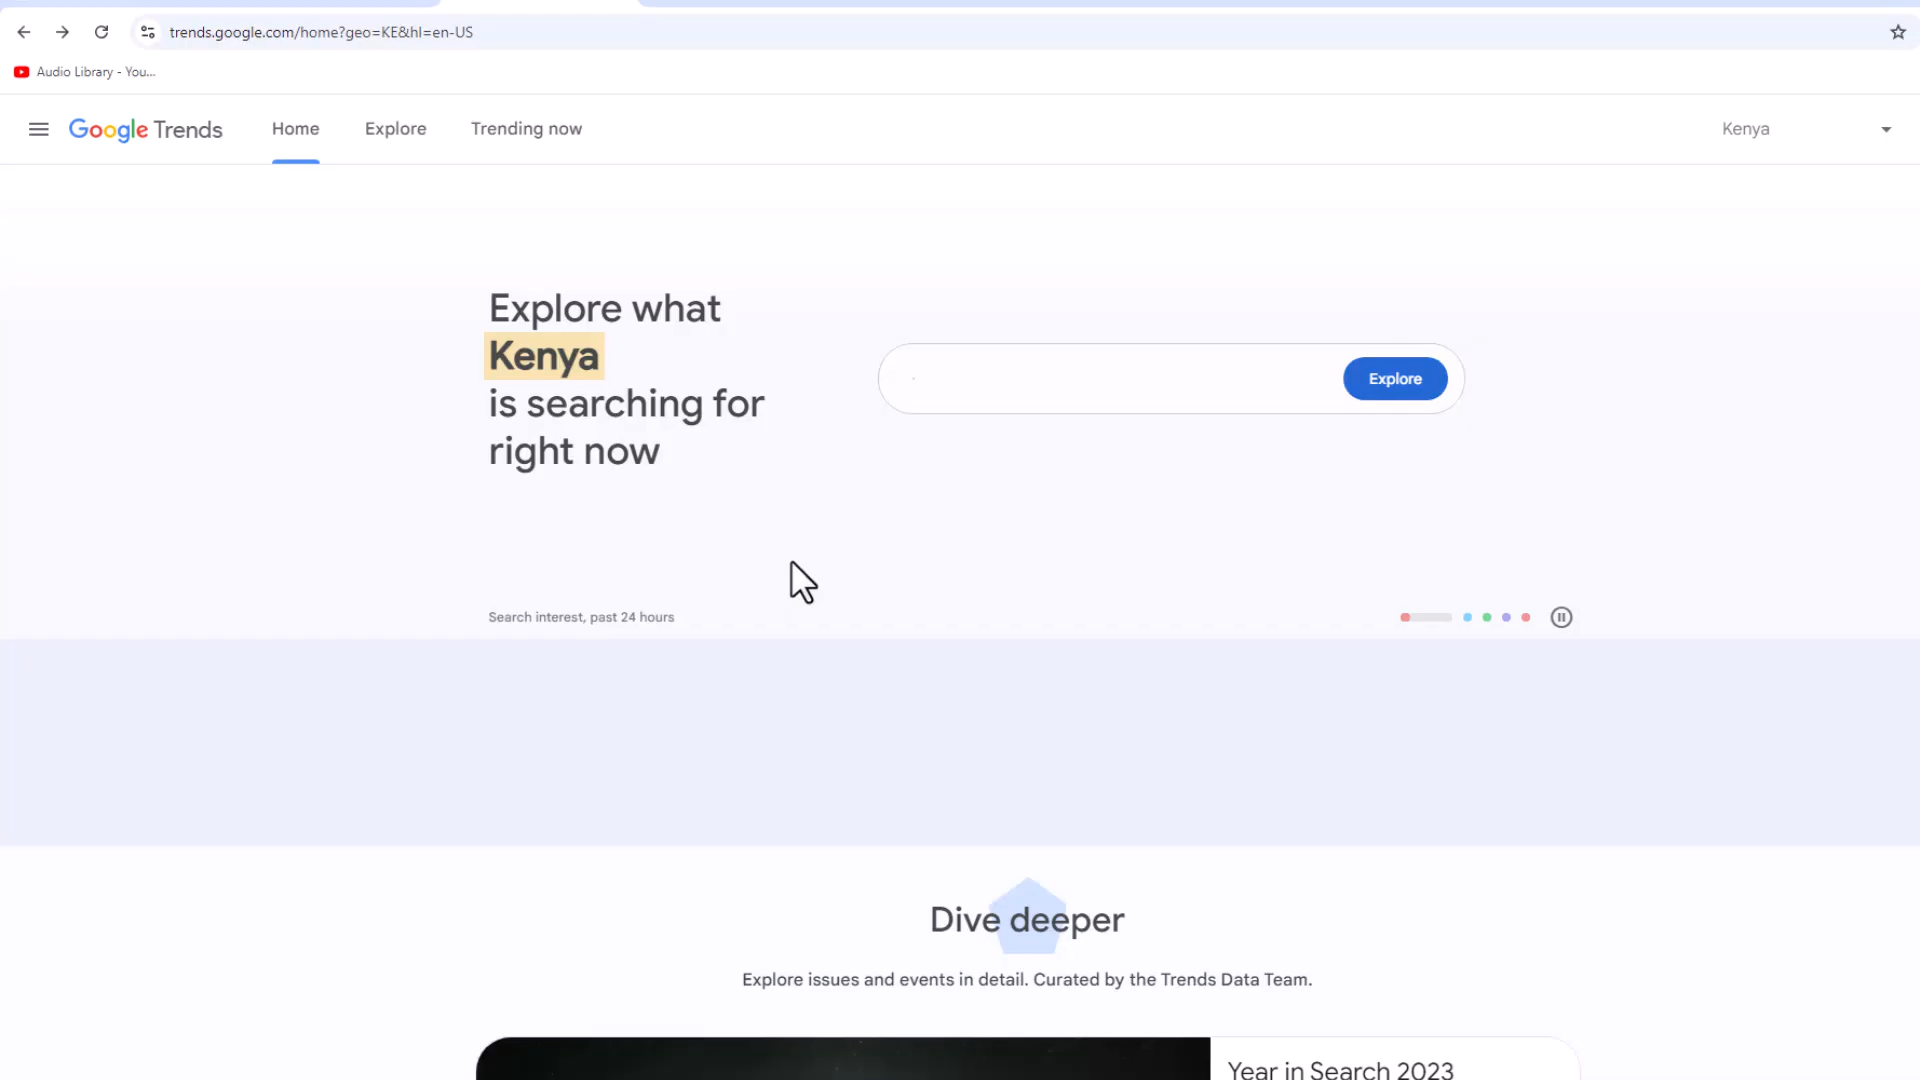 trends.google.com/home?geo=KE&hl=en-US
Audio Library - You...
Google Trends
Home
Explore
Trending now
Kenya
Explore what
Kenya
is searching for
right now
Explore
Search interest, past 24 hours
Dive deeper
Explore issues and events in detail. Curated by the Trends Data Team.
Year in Search 2023